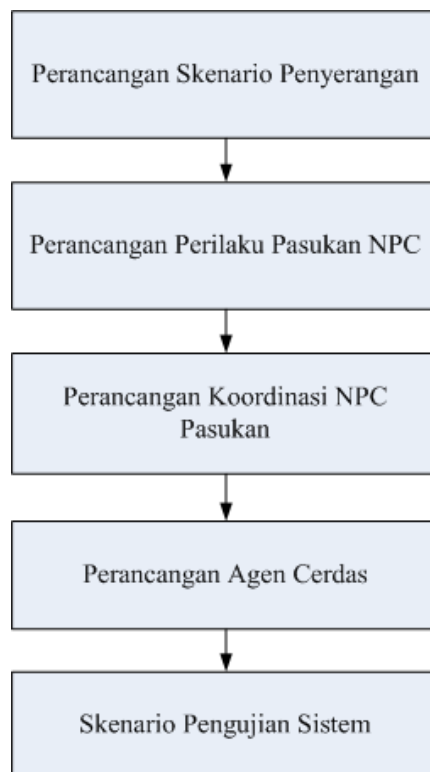 Perancangan Skenario Penyerangan
Perancangan Perilaku Pasukan NPC
Perancangan Koordinasi NPC
Pasukan
Perancangan Agen Cerdas
Skenario Pengujian Sistem